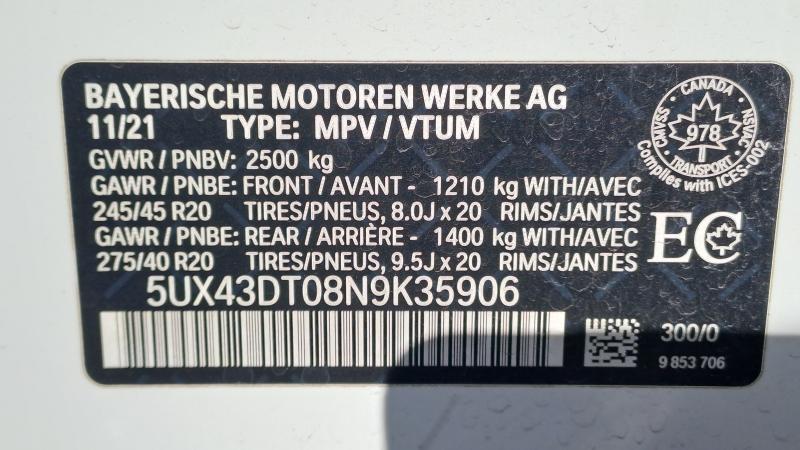 BAYERISCHE MOTOREN WERKE AG
11/21 TYPE: MPV / VTUM
GVWR / PNBV: 2500 kg
GAWR / PNBE: FRONT / AVANT - 1210 kg WITH/AVEC
245/45 R20 TIRES/PNEUS, 8.0J x 20 RIMS/JANTES
GAWR / PNBE: REAR / ARRIÈRE - 1400 kg WITH/AVEC
275/40 R20 TIRES/PNEUS, 9.5J x 20 RIMS/JANTES
5UX43DT08N9K35906
CANADA
SVMAC
978
NSVAC
TRANSPORT
Complies with ICES-002
EC
300/0
9 853 706